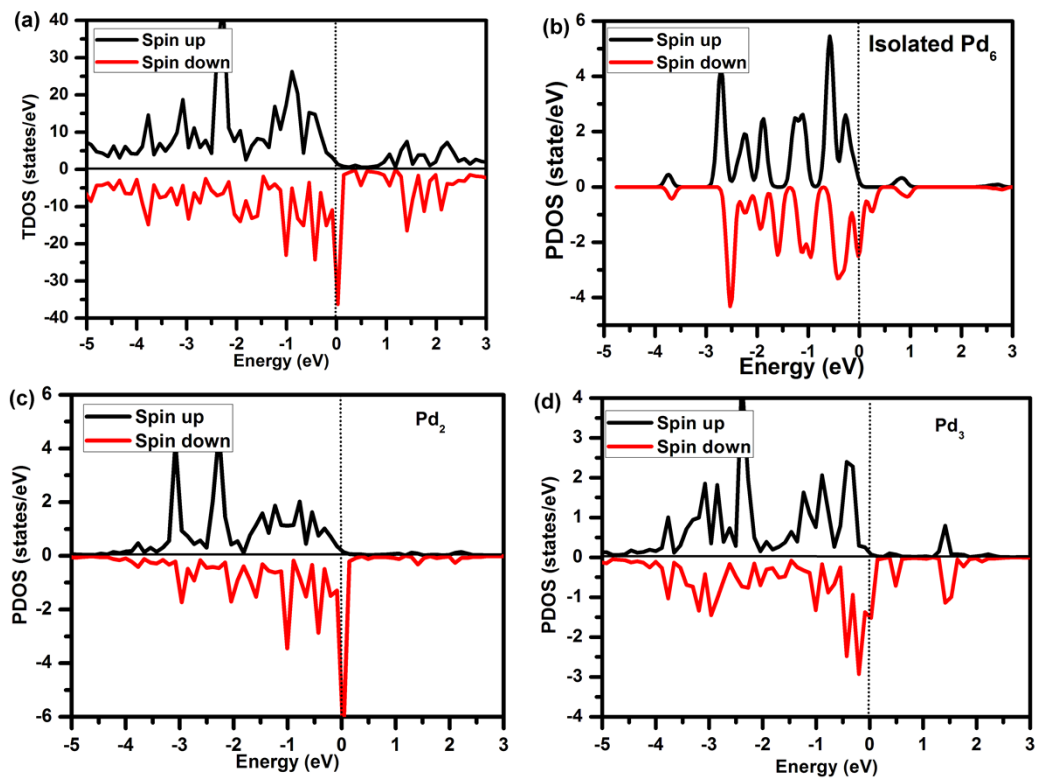 (a)
40
30
20
10
0
-10
-20
-30
-40
TDOS (states/eV)
Spin up
Spin down
-5 -4 -3 -2 -1 0 1 2 3
Energy (eV)
(b)
6
4
2
0
-2
-4
PDOS (state/eV)
Spin up
Spin down
Isolated Pd6
-5 -4 -3 -2 -1 0 1 2 3
Energy (eV)
(c)
6
4
2
0
-2
-4
-6
PDOS (states/eV)
Spin up
Spin down
Pd2
-5 -4 -3 -2 -1 0 1 2 3
Energy (eV)
(d)
4
3
2
1
0
-1
-2
-3
-4
PDOS (states/eV)
Spin up
Spin down
Pd3
-5 -4 -3 -2 -1 0 1 2 3
Energy (eV)